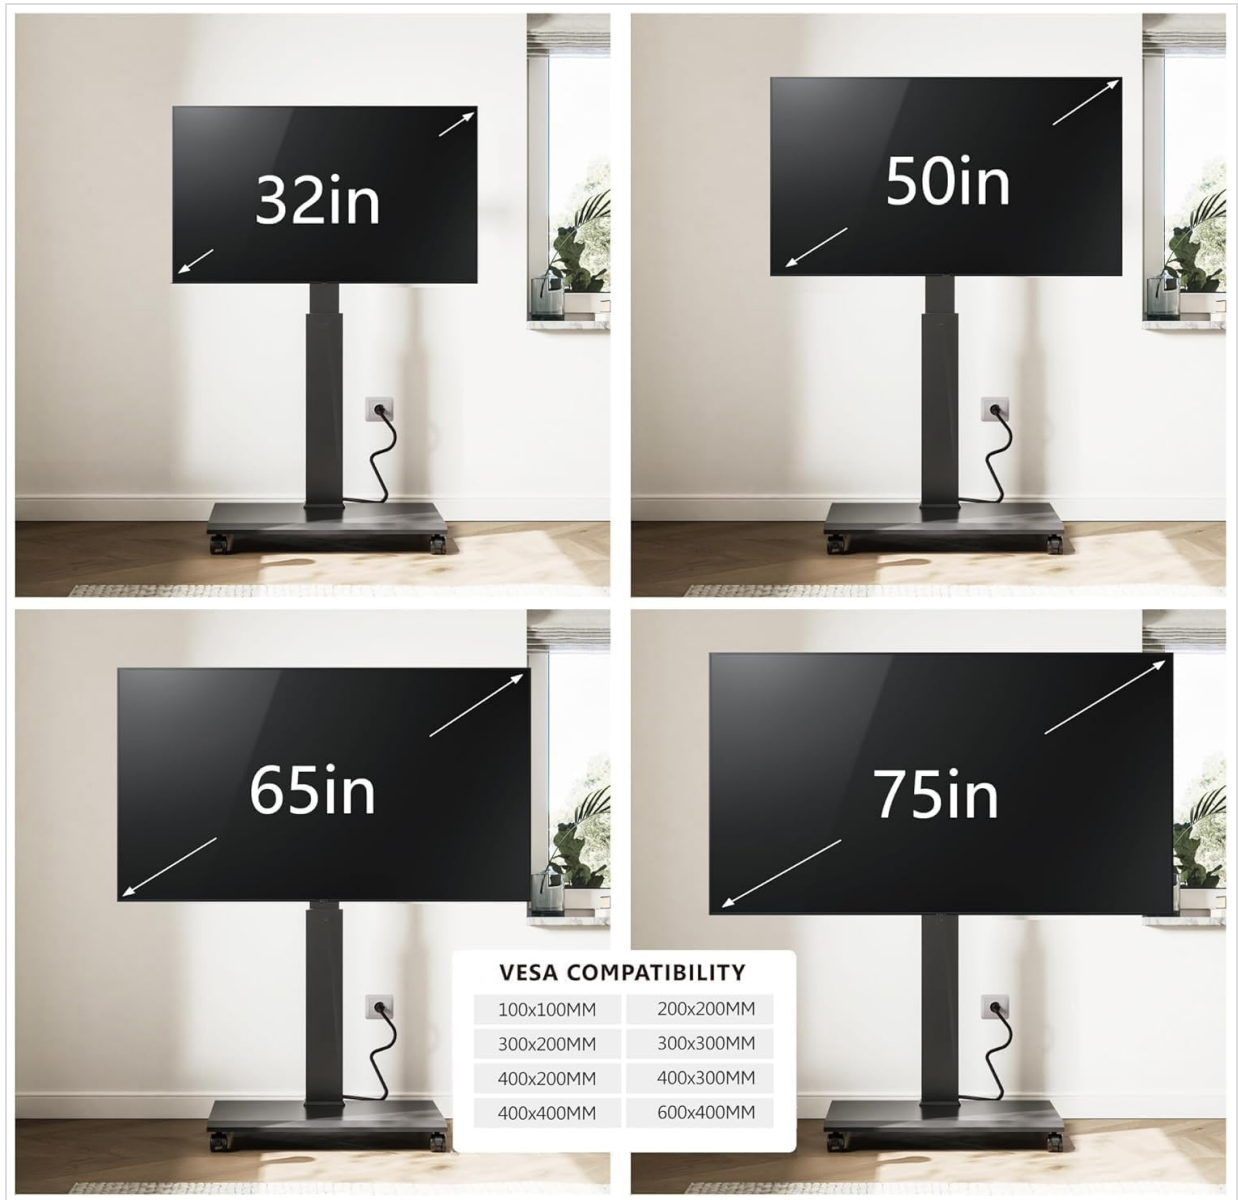 32in
50in
65in
75in
VESA COMPATIBILITY
100x100MM 200x200MM
300x200MM 300x300MM
400x200MM 400x300MM
400x400MM 600x400MM